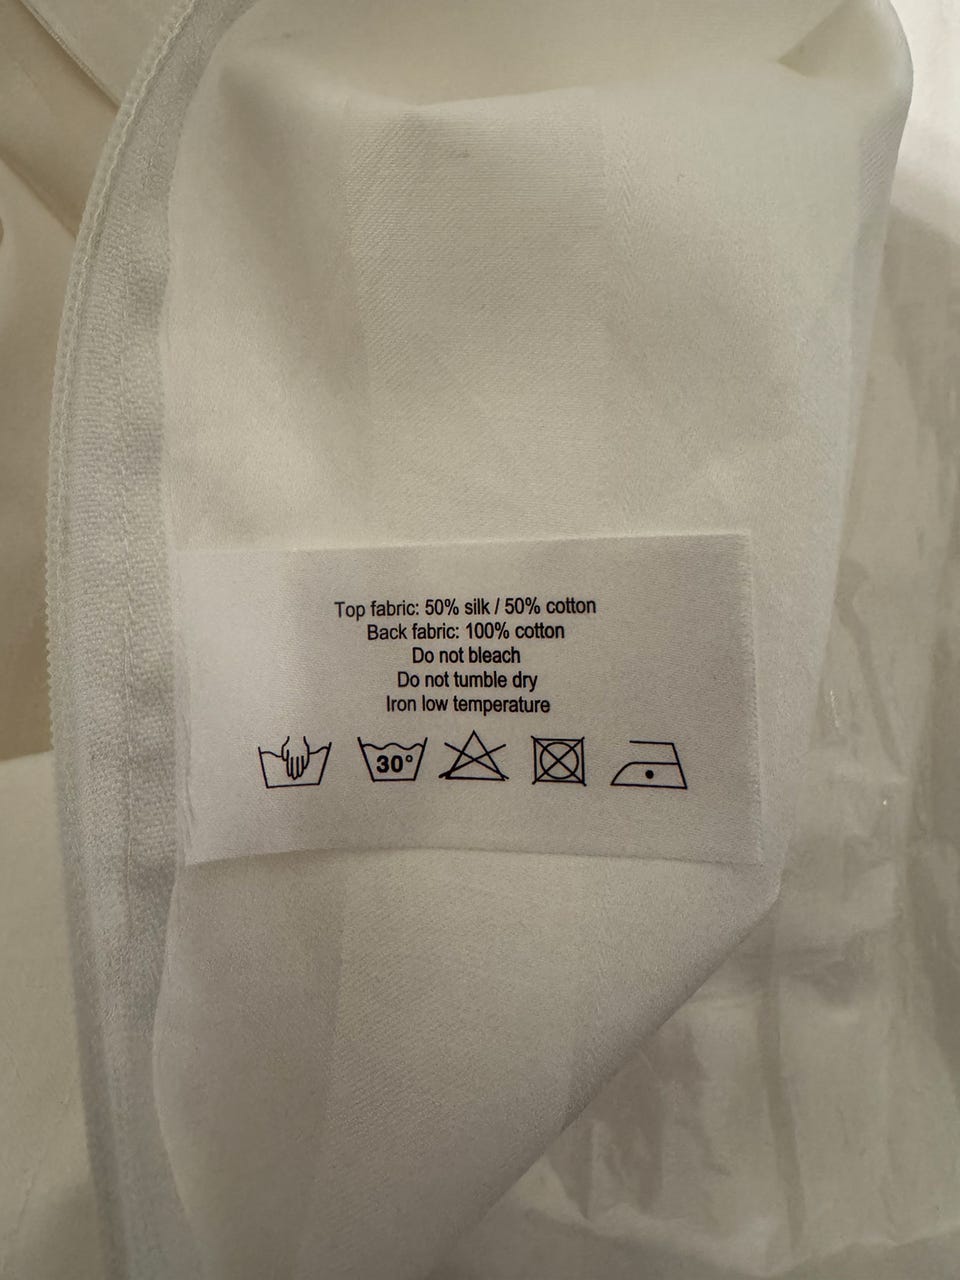 Top fabric: 50% silk / 50% cotton
Back fabric: 100% cotton
Do not bleach
Do not tumble dry
Iron low temperature
30°